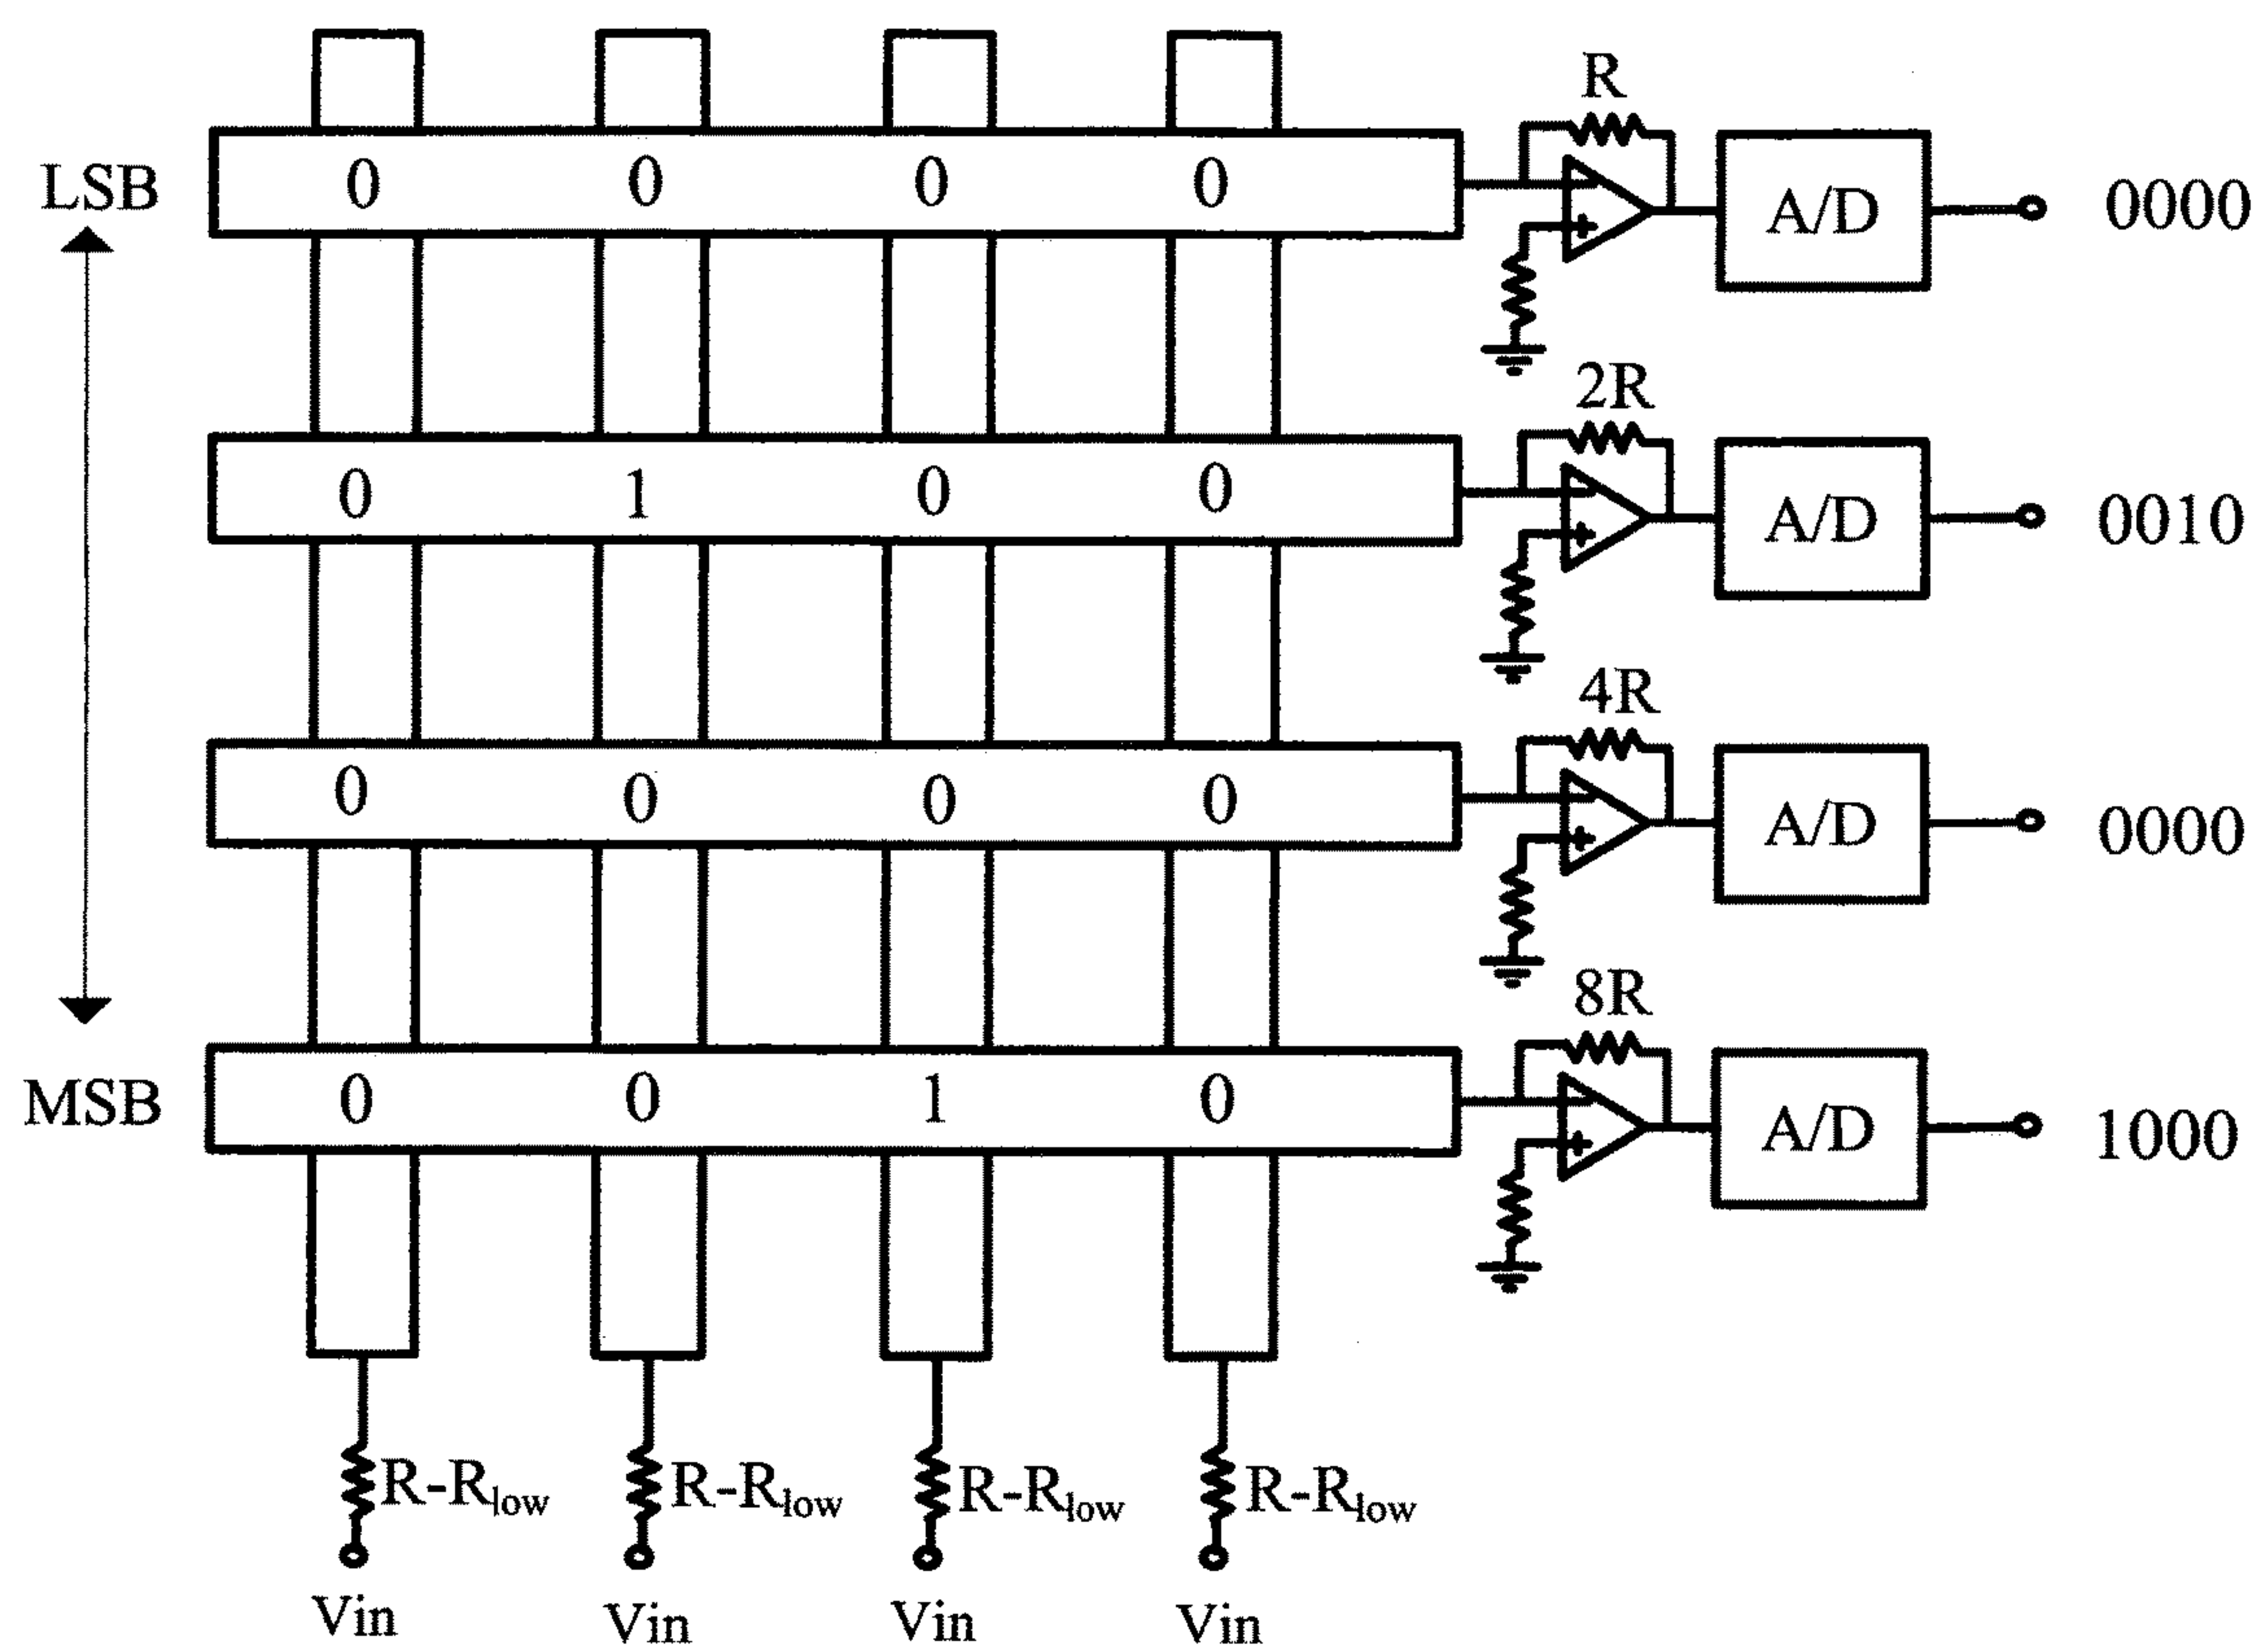 R
LSB 0 0 0 0 A/D 0000
2R
0 1 0 0 A/D 0010
4R
0 0 0 0 A/D 0000
8R
MSB 0 0 1 0 A/D 1000
R-Rlow R-Rlow R-Rlow R-Rlow
Vin Vin Vin Vin